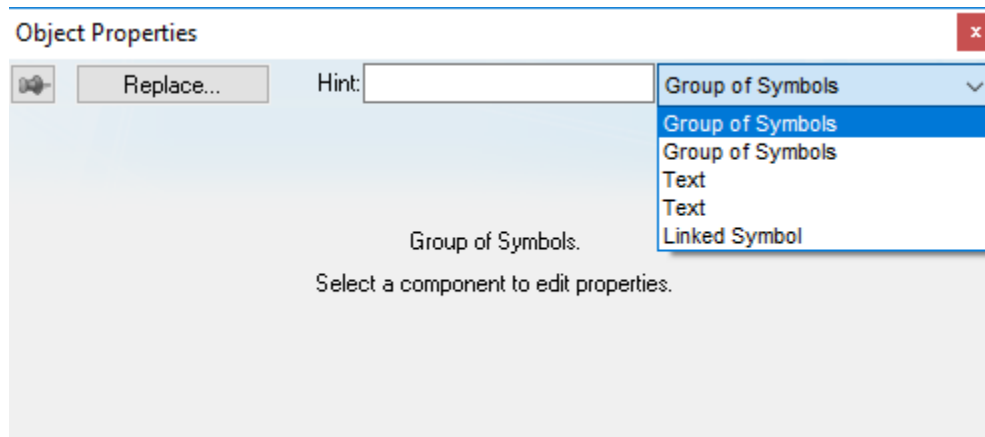 Object Properties
x
Replace... Hint: Group of Symbols
Group of Symbols
Group of Symbols
Text
Text
Linked Symbol
Group of Symbols.
Select a component to edit properties.